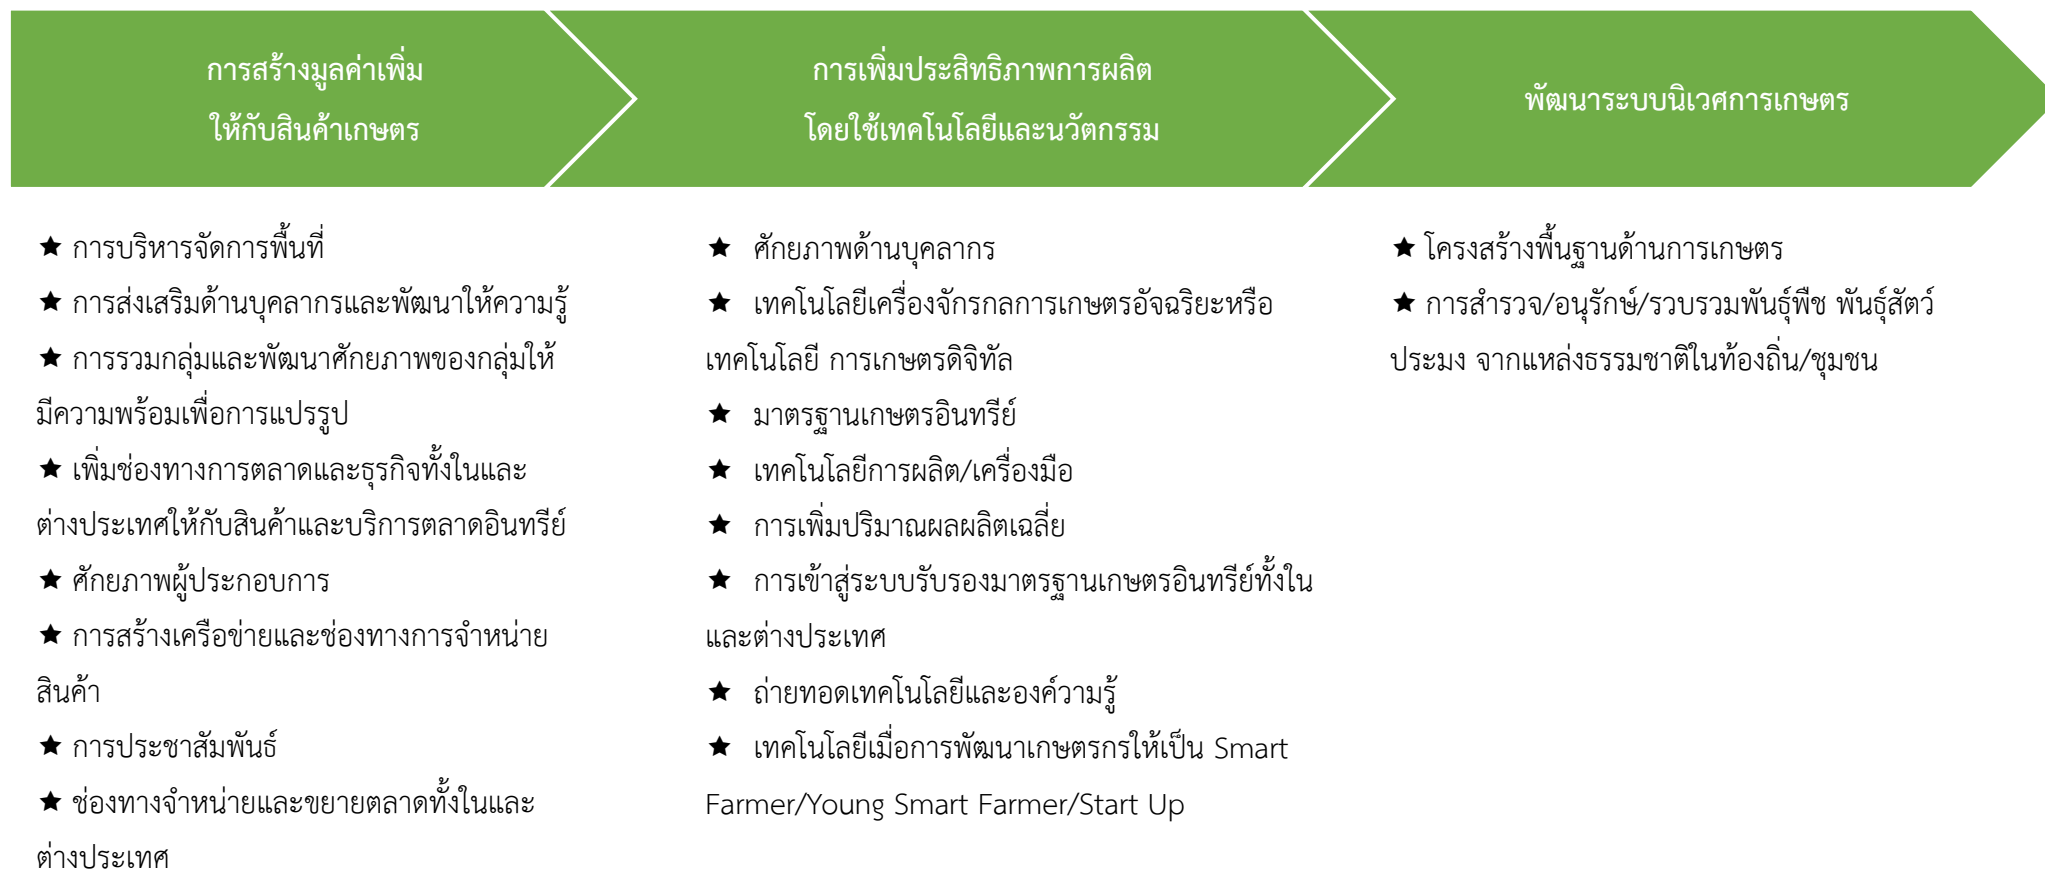 การสร้างมูลค่าเพิ่ม
ให้กับสินค้าเกษตร
การเพิ่มประสิทธิภาพการผลิต
โดยใช้เทคโนโลยีและนวัตกรรม
พัฒนาระบบนิเวศการเกษตร
★ การบริหารจัดการพื้นที่
★ การส่งเสริมด้านบุคลากรและพัฒนาให้ความรู้
★ การรวมกลุ่มและพัฒนาศักยภาพของกลุ่มให้
มีความพร้อมเพื่อการแปรรูป
★ เพิ่มช่องทางการตลาดและธุรกิจทั้งในและ
ต่างประเทศให้กับสินค้าและบริการตลาดอินทรีย์
★ ศักยภาพผู้ประกอบการ
★ การสร้างเครือข่ายและช่องทางการจำหน่าย
สินค้า
★ การประชาสัมพันธ์
★ ช่องทางจำหน่ายและขยายตลาดทั้งในและ
ต่างประเทศ
★ ศักยภาพด้านบุคลากร
★ เทคโนโลยีเครื่องจักรกลการเกษตรอัจฉริยะหรือ
เทคโนโลยี การเกษตรดิจิทัล
★ มาตรฐานเกษตรอินทรีย์
★ เทคโนโลยีการผลิต/เครื่องมือ
★ การเพิ่มปริมาณผลผลิตเฉลี่ย
★ การเข้าสู่ระบบรับรองมาตรฐานเกษตรอินทรีย์ทั้งใน
และต่างประเทศ
★ ถ่ายทอดเทคโนโลยีและองค์วามรู้
★ เทคโนโลยีเมื่อการพัฒนาเกษตรกรให้เป็น Smart
Farmer/Young Smart Farmer/Start Up
★ โครงสร้างพื้นฐานด้านการเกษตร
★ การสำรวจ/อนุรักษ์/รวบรวมพันธุ์พืช พันธุ์สัตว์
ประมง จากแหล่งธรรมชาติในท้องถิ่น/ชุมชน